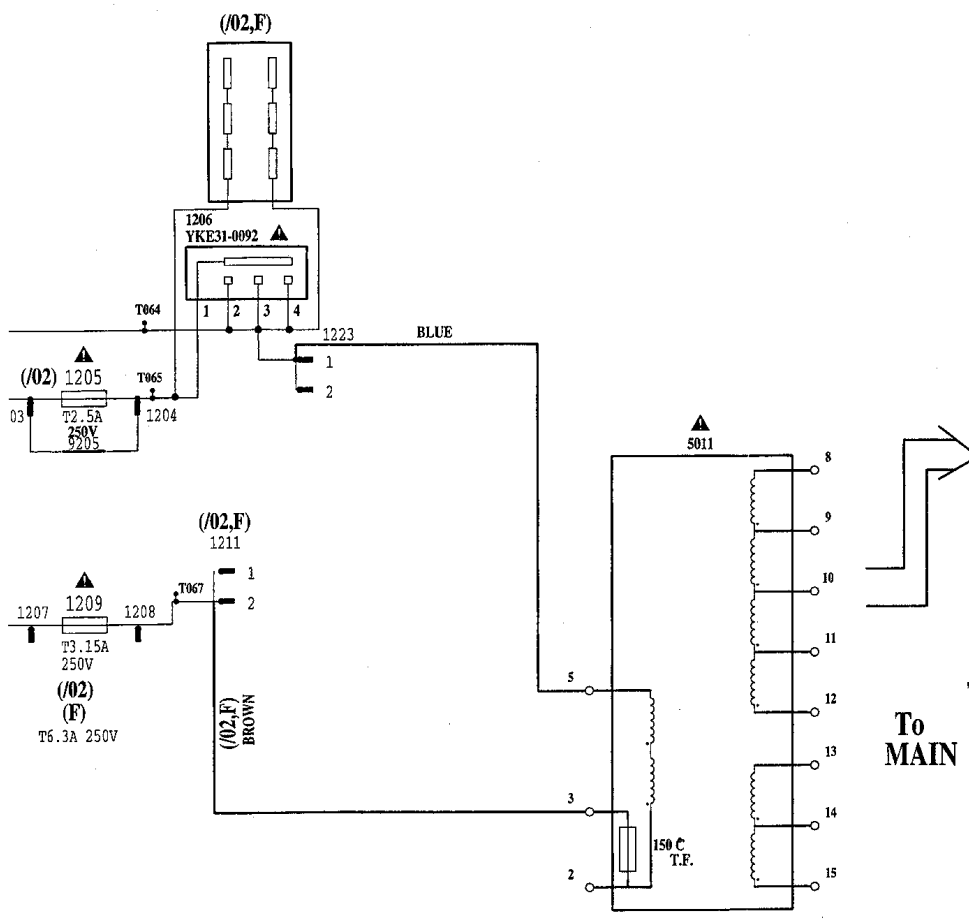 (/02,F)
1206
YKE31-0092
1 2 3 4
T064
1223
BLUE
1
2
(/02)
1205
T065
03
T2.5A
250V
9205
1204
5011
8
9
10
11
12
13
14
15
(/02,F)
1211
1
2
T067
1207
1209
1208
T3.15A
250V
(/02)
(F)
T6.3A 250V
(/02,F)
BROWN
5
3
2
150 C
T.F.
To
MAIN